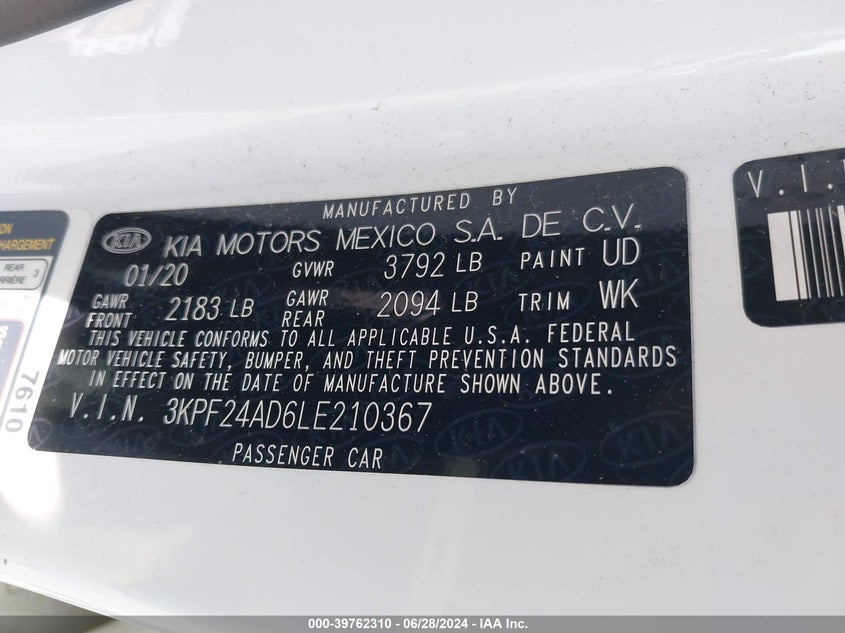 MANUFACTURED BY
KIA KIA MOTORS MEXICO S.A. DE C.V.
01/20 GVWR 3792 LB PAINT UD
GAWR FRONT 2183 LB GAWR REAR 2094 LB TRIM WK
THIS VEHICLE CONFORMS TO ALL APPLICABLE U.S.A. FEDERAL
MOTOR VEHICLE SAFETY, BUMPER, AND THEFT PREVENTION STANDARDS
IN EFFECT ON THE DATE OF MANUFACTURE SHOWN ABOVE.
V.I.N. 3KPF24AD6LE210367
PASSENGER CAR
REAR 3
7610
V.I.
000-39762310 - 06/28/2024 - IAA Inc.